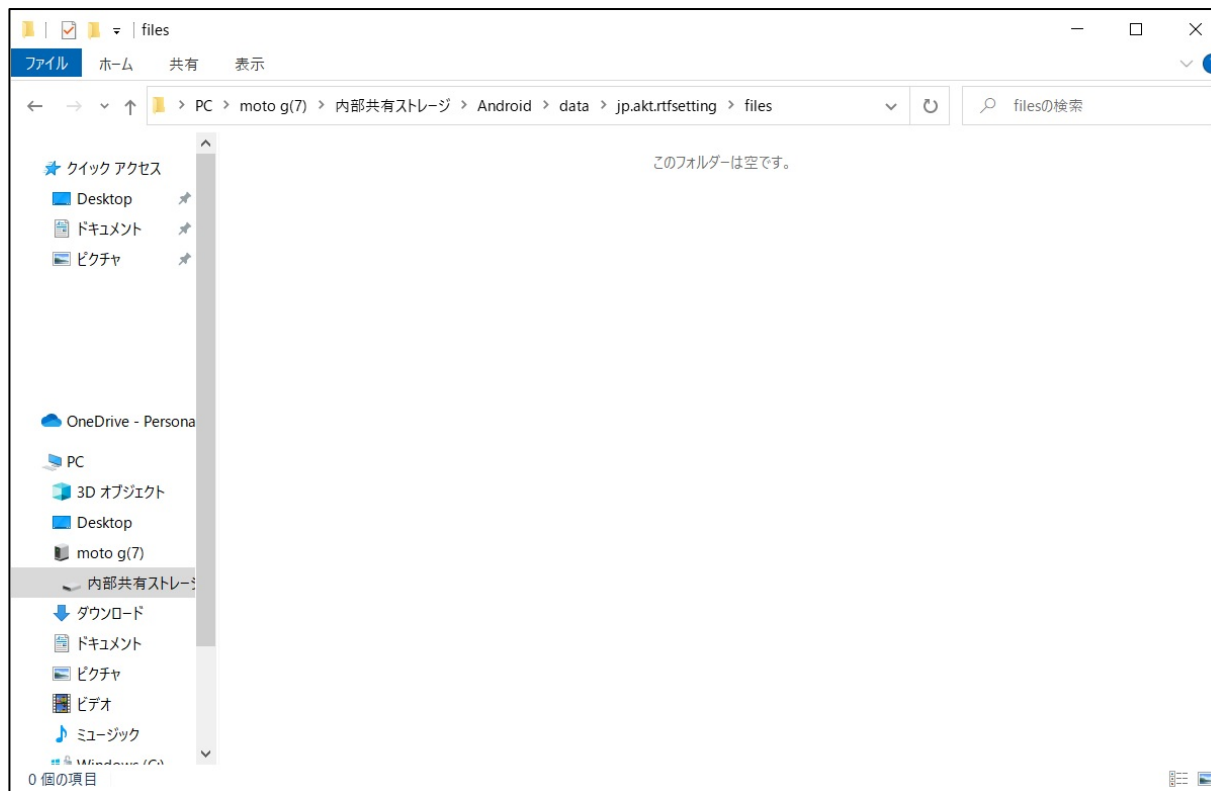 files
ファイル ホーム 共有 表示
PC > moto g(7) > 内部共有ストレージ > Android > data > jp.akt.rtfsetting > files
filesの検索
クイック アクセス
このフォルダーは空です。
Desktop
ドキュメント
ピクチャ
OneDrive - Persona
PC
3D オブジェクト
Desktop
moto g(7)
内部共有ストレージ
ダウンロード
ドキュメント
ピクチャ
ビデオ
ミュージック
Windows (C:)
0 個の項目